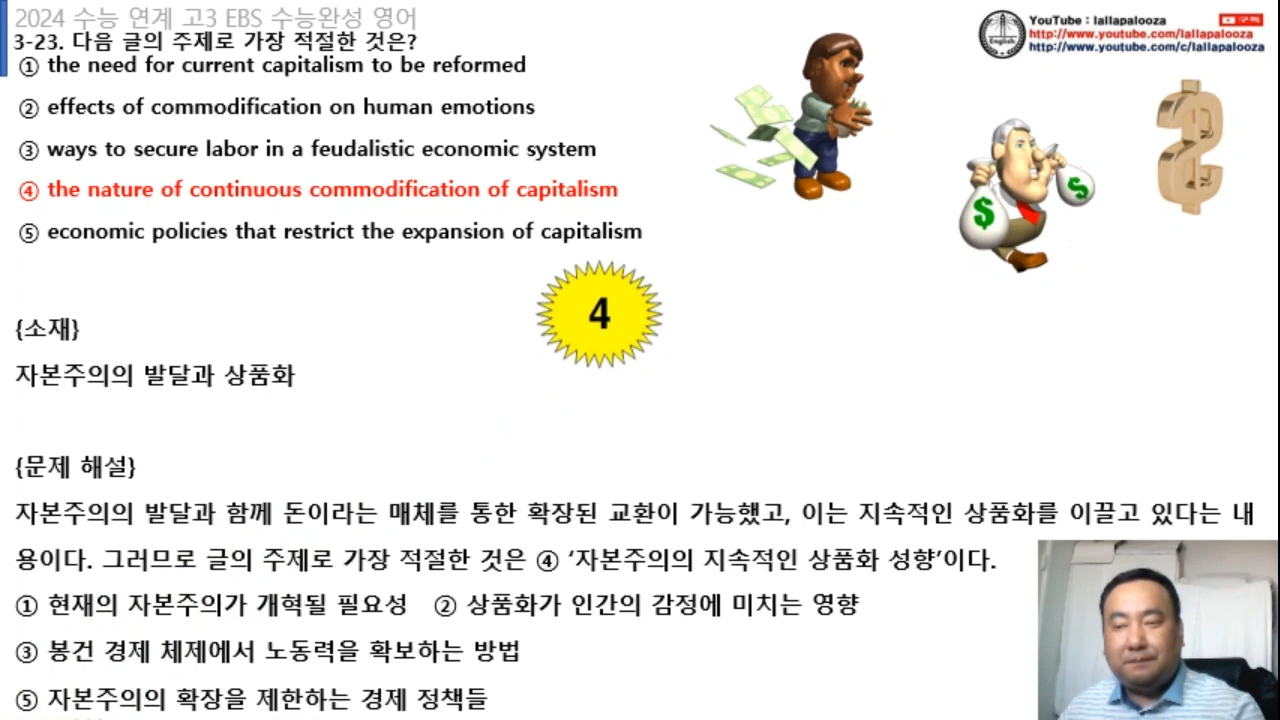 2024 수능 연계 고3 EBS 수능완성 영어
3-23. 다음 글의 주제로 가장 적절한 것은?
① the need for current capitalism to be reformed
② effects of commodification on human emotions
③ ways to secure labor in a feudalistic economic system
④ the nature of continuous commodification of capitalism
⑤ economic policies that restrict the expansion of capitalism
YouTube : lallapalooza
구독
http://www.youtube.com/lallapalooza
http://www.youtube.com/c/lallapalooza
English
$
$
4
{소재}
자본주의의 발달과 상품화
{문제 해설}
자본주의의 발달과 함께 돈이라는 매체를 통한 확장된 교환이 가능했고, 이는 지속적인 상품화를 이끌고 있다는 내
용이다. 그러므로 글의 주제로 가장 적절한 것은 ④ ‘자본주의의 지속적인 상품화 성향’이다.
① 현재의 자본주의가 개혁될 필요성 ② 상품화가 인간의 감정에 미치는 영향
③ 봉건 경제 체제에서 노동력을 확보하는 방법
⑤ 자본주의의 확장을 제한하는 경제 정책들